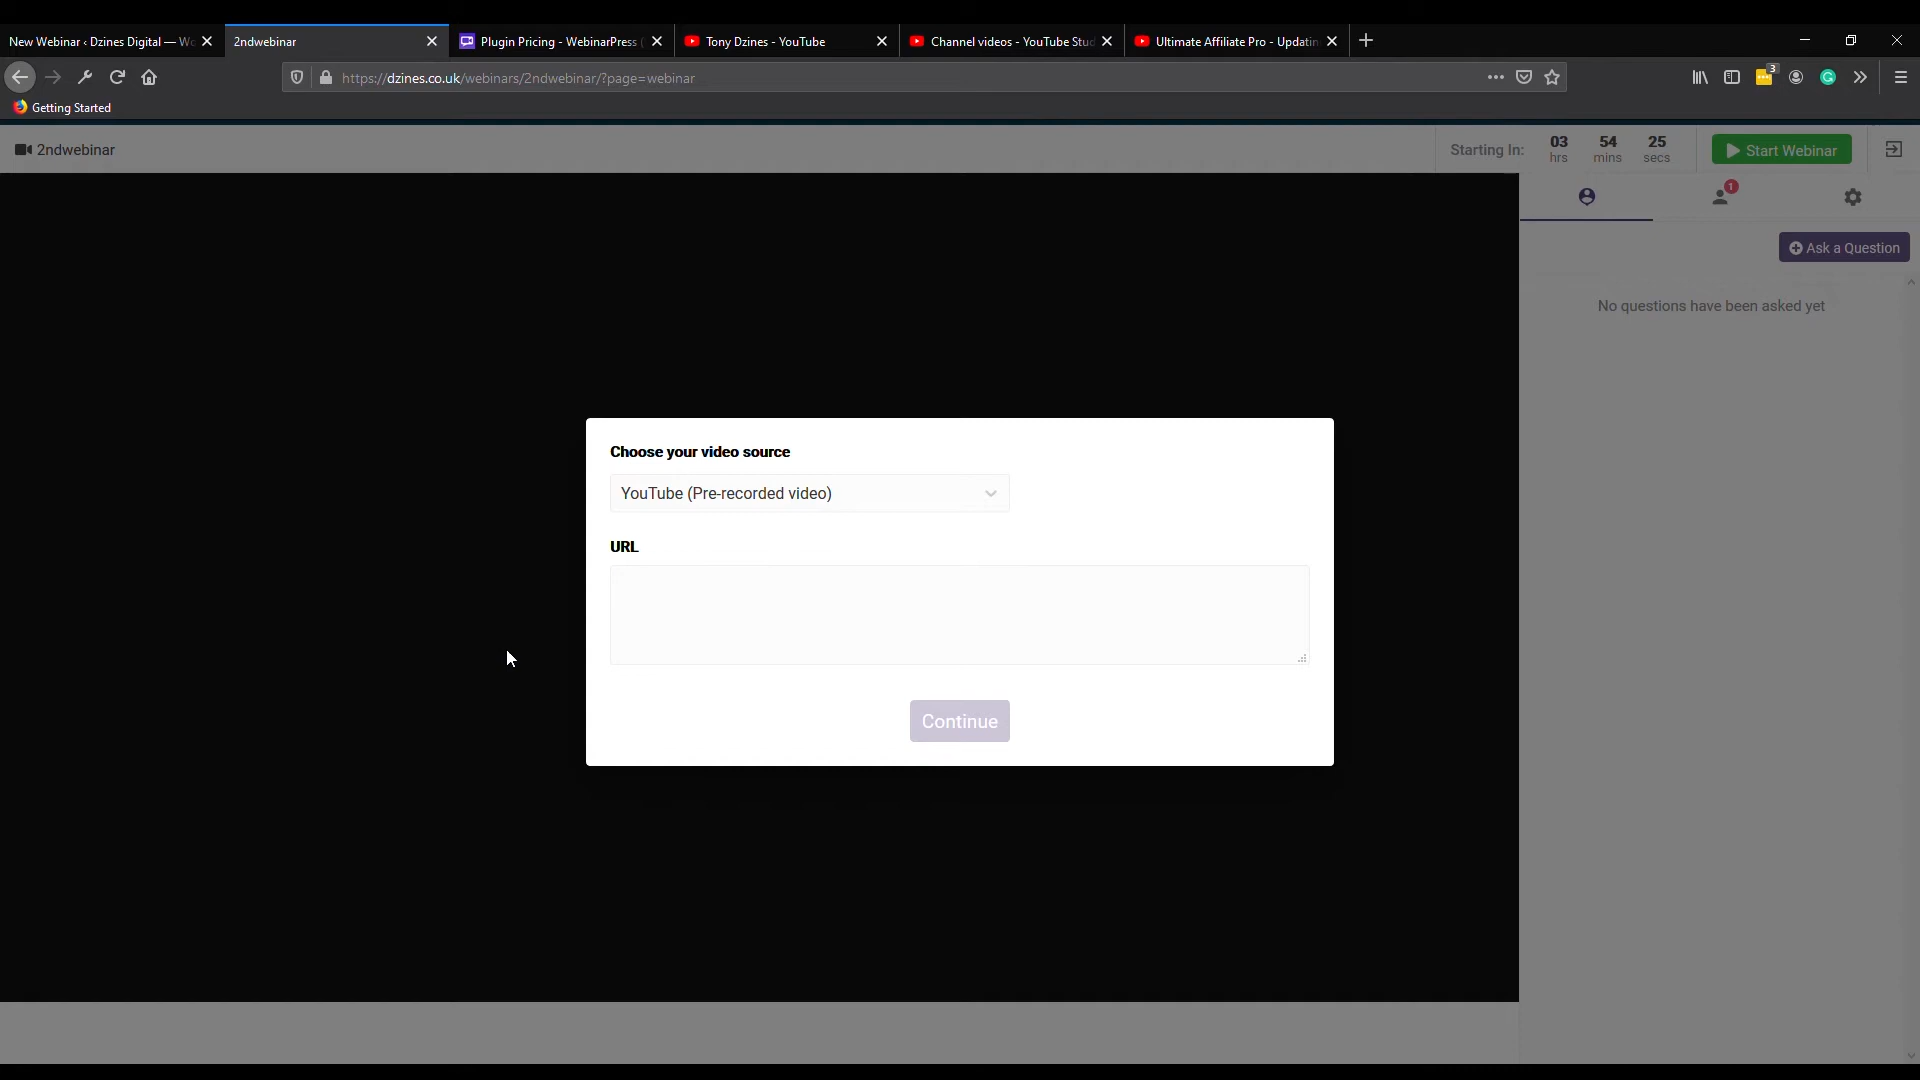 New Webinar ‹ Dzines Digital — Wo
2ndwebinar
Plugin Pricing - WebinarPress (
Tony Dzines - YouTube
Channel videos - YouTube Stud
Ultimate Affiliate Pro - Updatin
https://dzines.co.uk/webinars/2ndwebinar/?page=webinar
3
Getting Started
2ndwebinar
Starting In:
03
hrs
54
mins
25
secs
Start Webinar
1
Ask a Question
No questions have been asked yet
Choose your video source
YouTube (Pre-recorded video)
URL
Continue